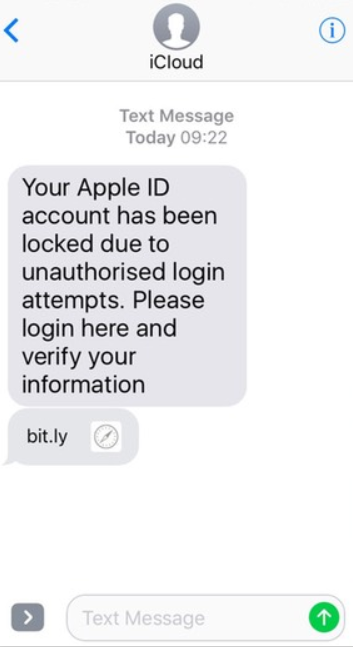 iCloud
Text Message
Today 09:22
Your Apple ID
account has been
locked due to
unauthorised login
attempts. Please
login here and
verify your
information
bit.ly
Text Message